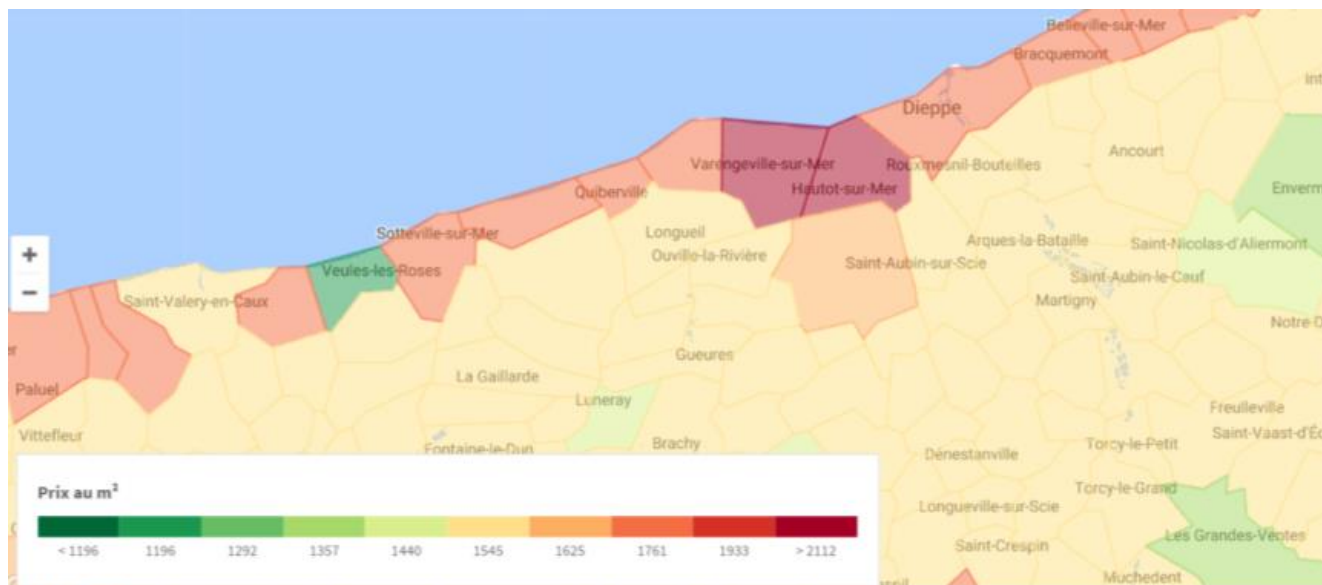 Belleville-sur-Mer
Bracquemont
Dieppe
Varengeville-sur-Mer
Rouxmesnil-Bouteilles
Ancourt
Quiberville
Hautot-sur-Mer
Enverm
Sotteville-sur-Mer
Longueil
Arques-la-Bataille
Saint-Nicolas-d'Aliermont
+
Ouville-la-Rivière
Saint-Aubin-sur-Scie
Veules-les-Roses
Saint-Aubin-le-Cauf
−
Saint-Valery-en-Caux
Martigny
Notre-D
Gueures
Paluel
La Gaillarde
Luneray
Freulleville
Vittefleur
Fontaine-le-Dun
Brachy
Torcy-le-Petit
Saint-Vaast-d'Éc
Dénestanville
Prix au m²
Torcy-le-Grand
Longueville-sur-Scie
Les Grandes-Ventes
< 1196 1196 1292 1357 1440 1545 1625 1761 1933 > 2112
Saint-Crespin
Muchedent